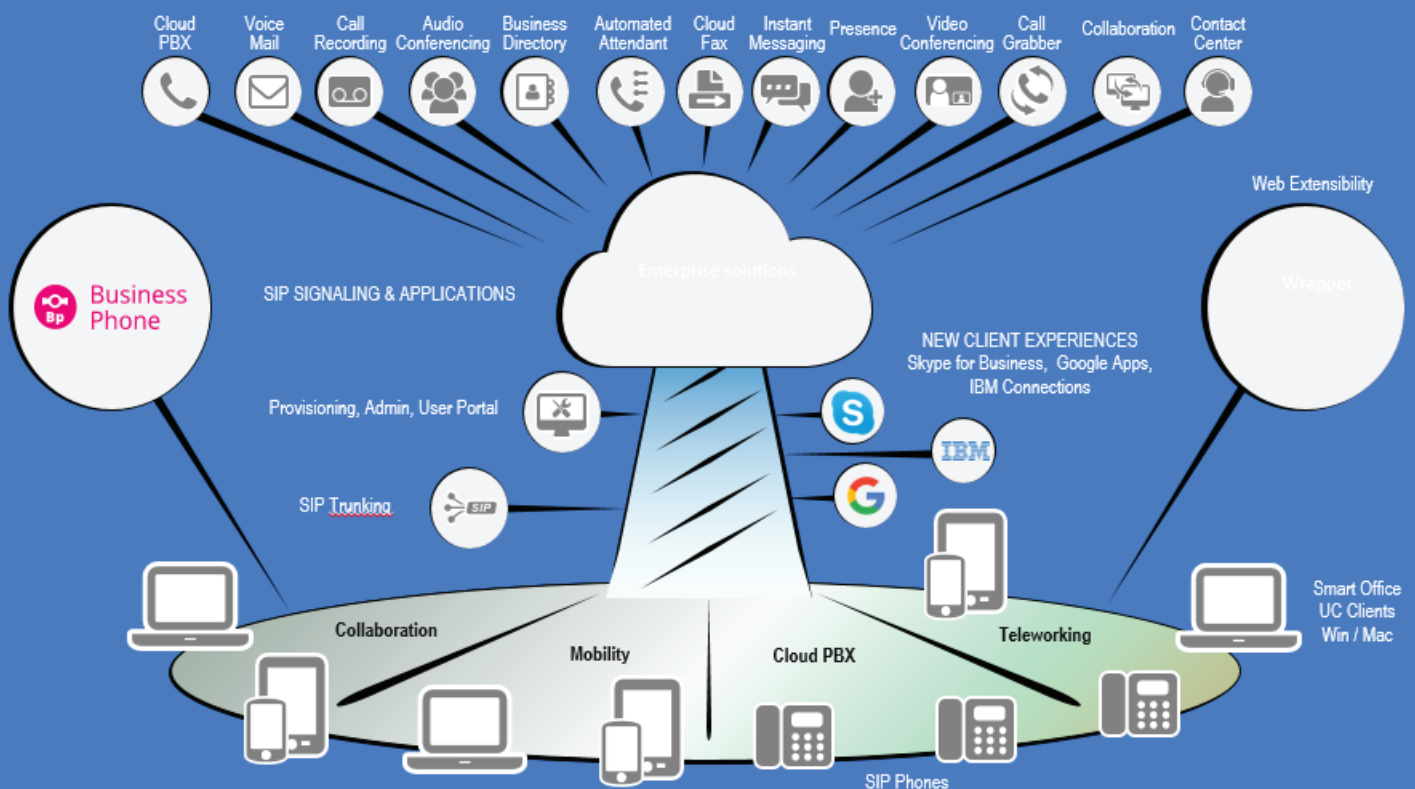 Cloud
PBX
Voice
Mail
Call
Recording
Audio
Conferencing
Business
Directory
Automated
Attendant
Cloud
Fax
Instant
Messaging
Presence
Video
Conferencing
Call
Grabber
Collaboration
Contact
Center
Web Extensibility
Enterprise solutions
Wrapper
Bp
Business
Phone
SIP SIGNALING & APPLICATIONS
NEW CLIENT EXPERIENCES
Skype for Business, Google Apps,
IBM Connections
Provisioning, Admin, User Portal
S
IBM
G
SIP Trunking
SIP
Collaboration
Mobility
Cloud PBX
Teleworking
Smart Office
UC Clients
Win / Mac
SIP Phones